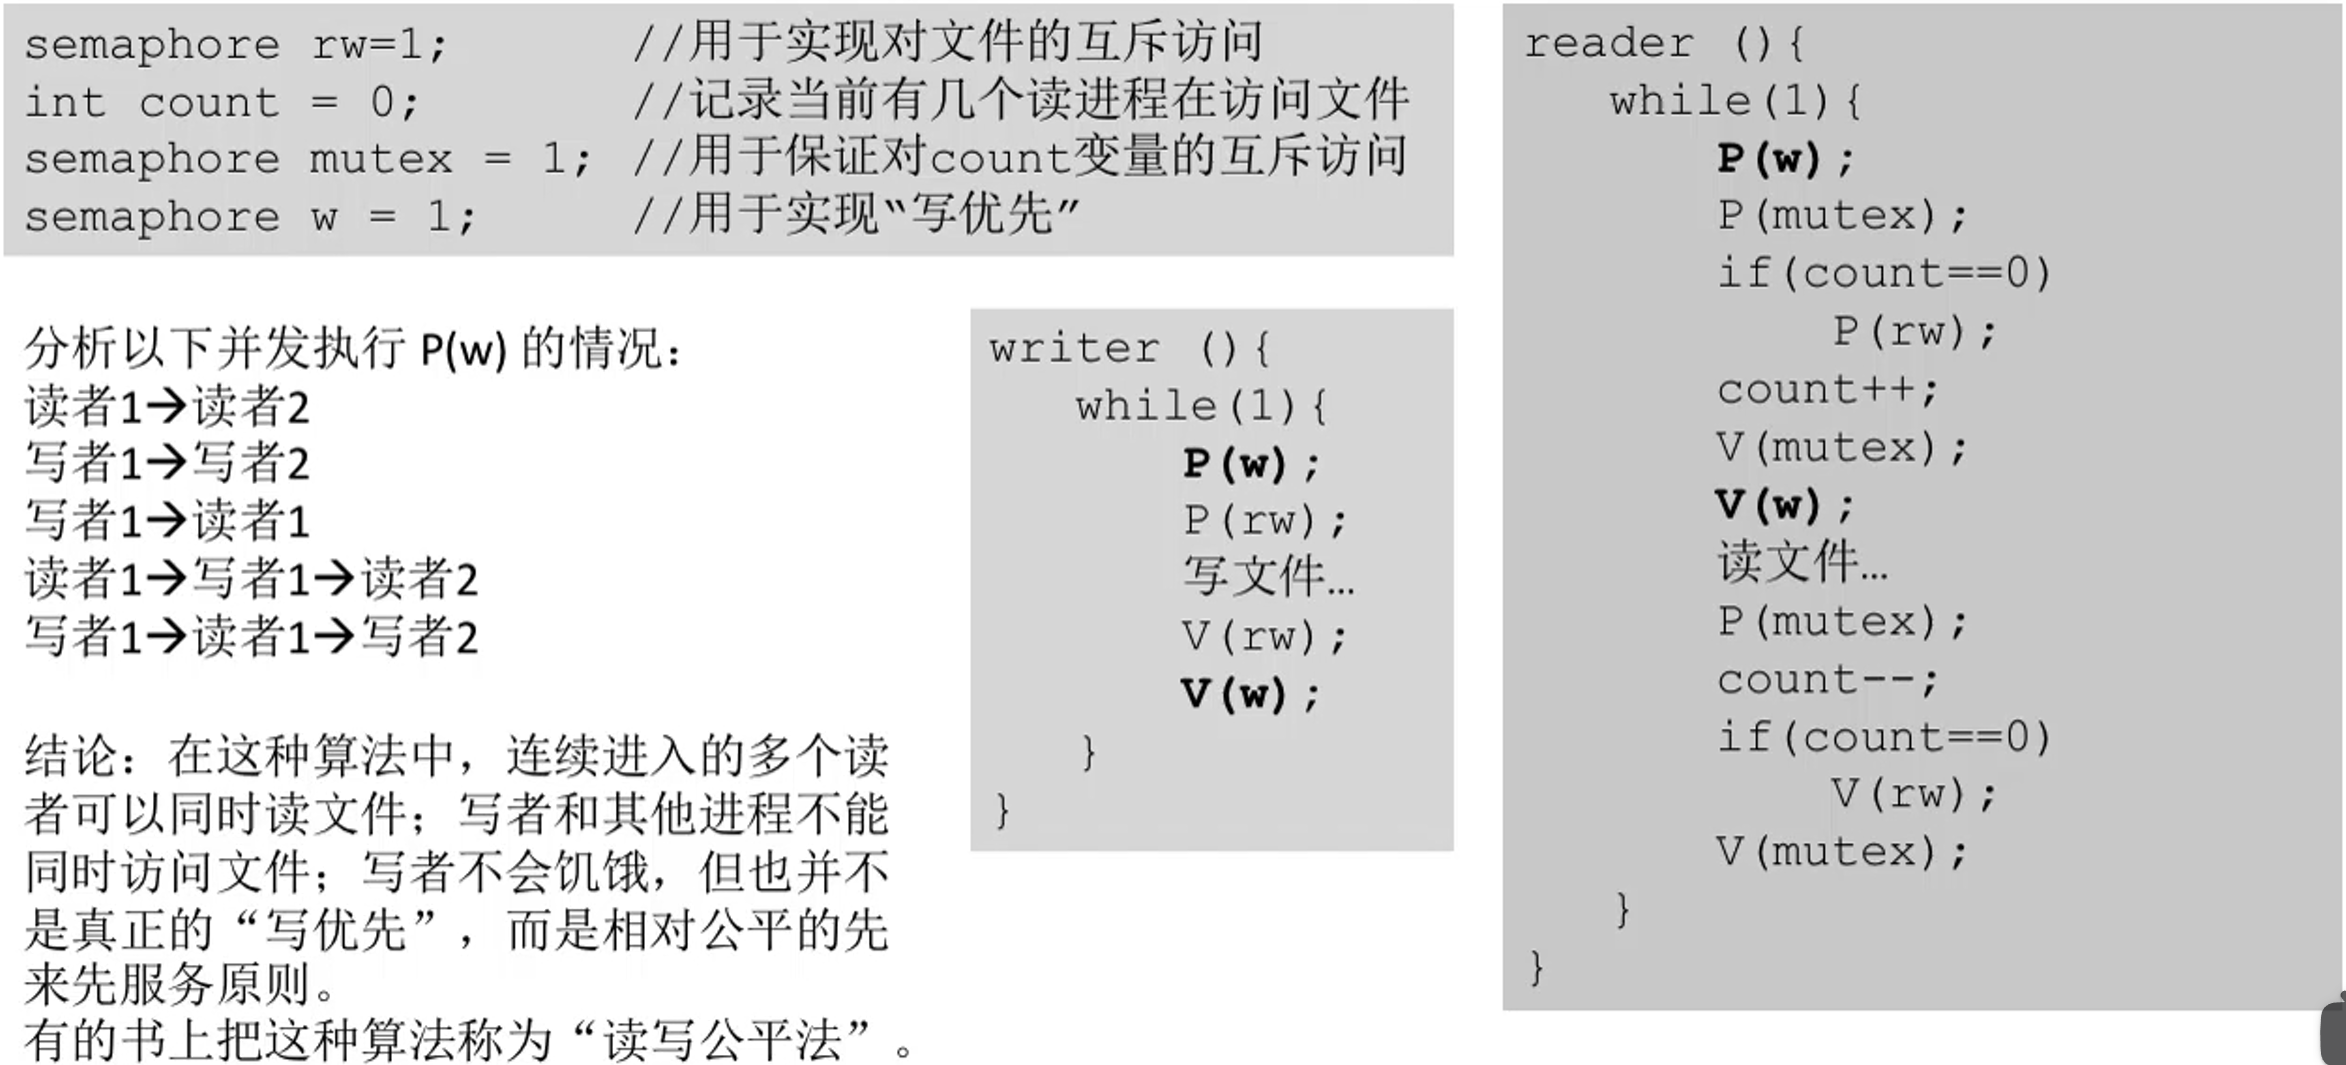 semaphore rw=1; //用于实现对文件的互斥访问
int count = 0; //记录当前有几个读进程在访问文件
semaphore mutex = 1; //用于保证对count变量的互斥访问
semaphore w = 1; //用于实现“写优先”
分析以下并发执行 P(w) 的情况：
读者1→读者2
写者1→写者2
写者1→读者1
读者1→写者1→读者2
写者1→读者1→写者2
结论：在这种算法中，连续进入的多个读
者可以同时读文件；写者和其他进程不能
同时访问文件；写者不会饥饿，但也并不
是真正的“写优先”，而是相对公平的先
来先服务原则。
有的书上把这种算法称为“读写公平法”。
writer (){
while(1){
P(w);
P(rw);
写文件…
V(rw);
V(w);
}
}
reader (){
while(1){
P(w);
P(mutex);
if(count==0)
P(rw);
count++;
V(mutex);
V(w);
读文件…
P(mutex);
count--;
if(count==0)
V(rw);
V(mutex);
}
}